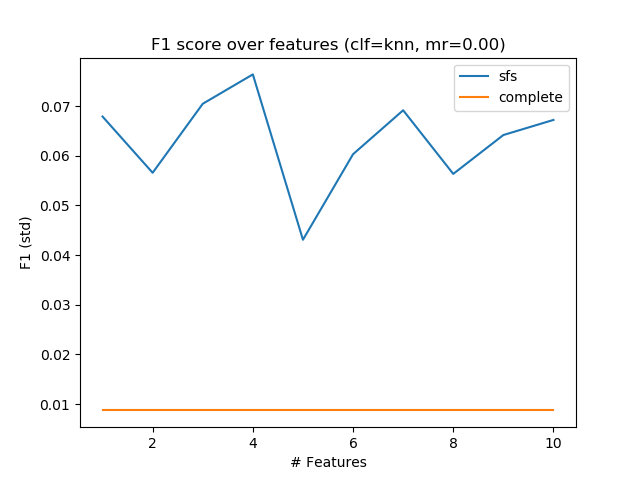 F1 score over features (clf=knn, mr=0.00)
sfs
complete
F1 (std)
0.07
0.06
0.05
0.04
0.03
0.02
0.01
2 4 6 8 10
# Features